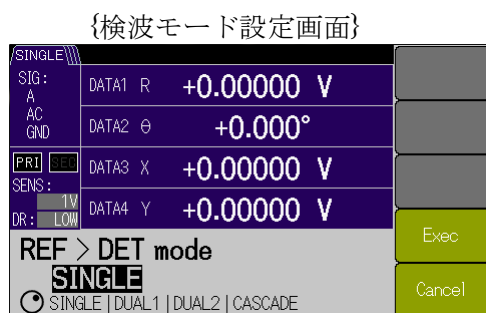 {検波モード設定画面}
SINGLE
SIG:
A
AC
GND
DATA1 R +0.00000 V
DATA2 θ +0.000°
DATA3 X +0.00000 V
DATA4 Y +0.00000 V
PRI SEC
SENS:
1V
DR: LOW
REF > DET mode
SINGLE
SINGLE | DUAL1 | DUAL2 | CASCADE
Exec
Cancel